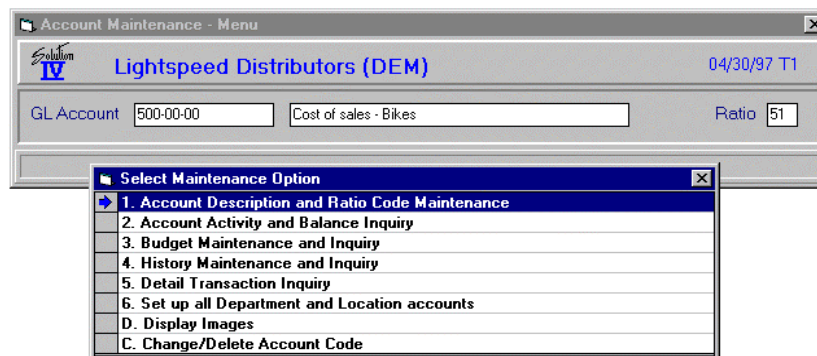 Account Maintenance - Menu
Solution
IV
Lightspeed Distributors (DEM)
04/30/97 T1
GL Account 500-00-00 Cost of sales - Bikes Ratio 51
Select Maintenance Option
1. Account Description and Ratio Code Maintenance
2. Account Activity and Balance Inquiry
3. Budget Maintenance and Inquiry
4. History Maintenance and Inquiry
5. Detail Transaction Inquiry
6. Set up all Department and Location accounts
D. Display Images
C. Change/Delete Account Code